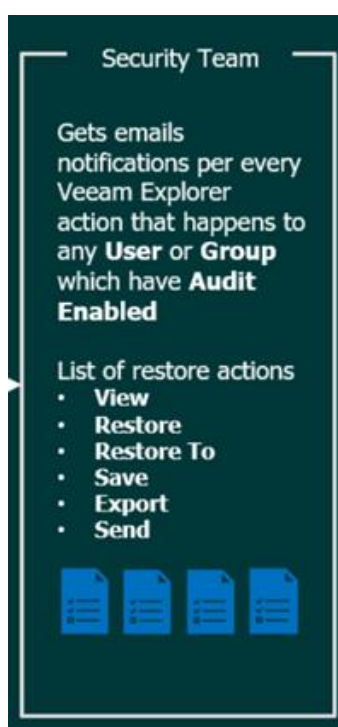 Security Team
Gets emails
notifications per every
Veeam Explorer
action that happens to
any User or Group
which have Audit
Enabled
List of restore actions
• View
• Restore
• Restore To
• Save
• Export
• Send